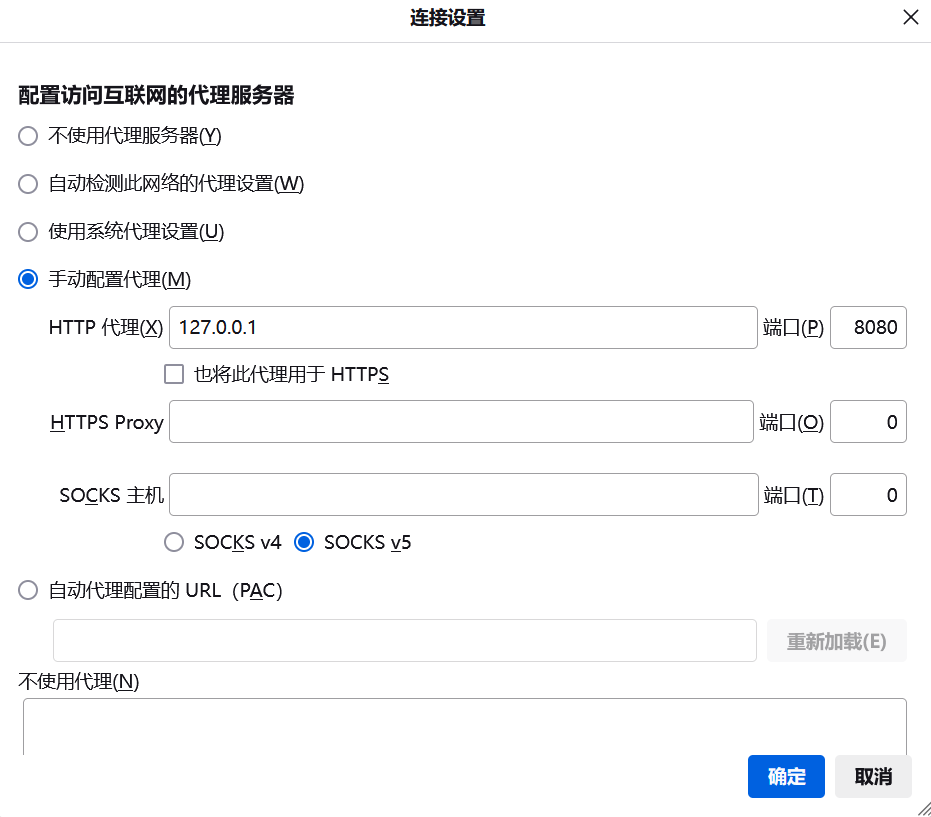 连接设置
配置访问互联网的代理服务器
不使用代理服务器(Y)
自动检测此网络的代理设置(W)
使用系统代理设置(U)
手动配置代理(M)
HTTP 代理(X) 127.0.0.1 端口(P) 8080
也将此代理用于 HTTPS
HTTPS Proxy 端口(O) 0
SOCKS 主机 端口(T) 0
SOCKS v4 SOCKS v5
自动代理配置的 URL（PAC）
重新加载(E)
不使用代理(N)
确定 取消